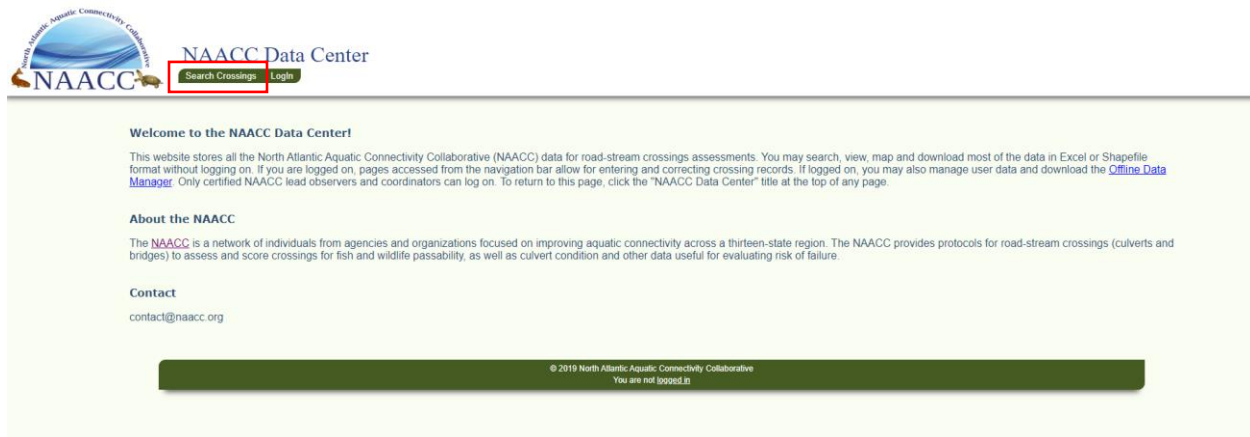 North Atlantic Aquatic Connectivity Collaborative
NAACC
NAACC Data Center
Search Crossings LogIn
Welcome to the NAACC Data Center!
This website stores all the North Atlantic Aquatic Connectivity Collaborative (NAACC) data for road-stream crossings assessments. You may search, view, map and download most of the data in Excel or Shapefile
format without logging on. If you are logged on, pages accessed from the navigation bar allow for entering and correcting crossing records. If logged on, you may also manage user data and download the Offline Data
Manager. Only certified NAACC lead observers and coordinators can log on. To return to this page, click the "NAACC Data Center" title at the top of any page.
About the NAACC
The NAACC is a network of individuals from agencies and organizations focused on improving aquatic connectivity across a thirteen-state region. The NAACC provides protocols for road-stream crossings (culverts and
bridges) to assess and score crossings for fish and wildlife passability, as well as culvert condition and other data useful for evaluating risk of failure.
Contact
contact@naacc.org
© 2019 North Atlantic Aquatic Connectivity Collaborative
You are not logged in